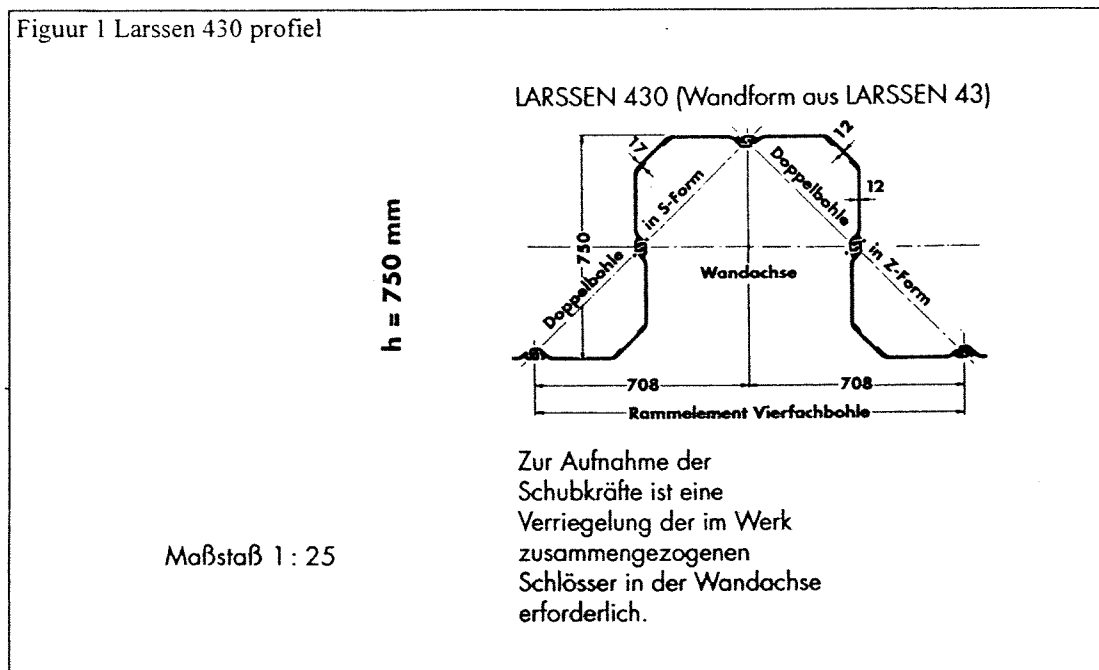 Figuur 1 Larssen 430 profiel
LARSSEN 430 (Wandform aus LARSSEN 43)
17
12
12
Doppelbohle in S-Form
Doppelbohle in Z-Form
750
Wandachse
h = 750 mm
708
708
Rammelement Vierfachbohle
Zur Aufnahme der
Schubkräfte ist eine
Verriegelung der im Werk
zusammengezogenen
Schlösser in der Wandachse
erforderlich.
Maßstaß 1 : 25